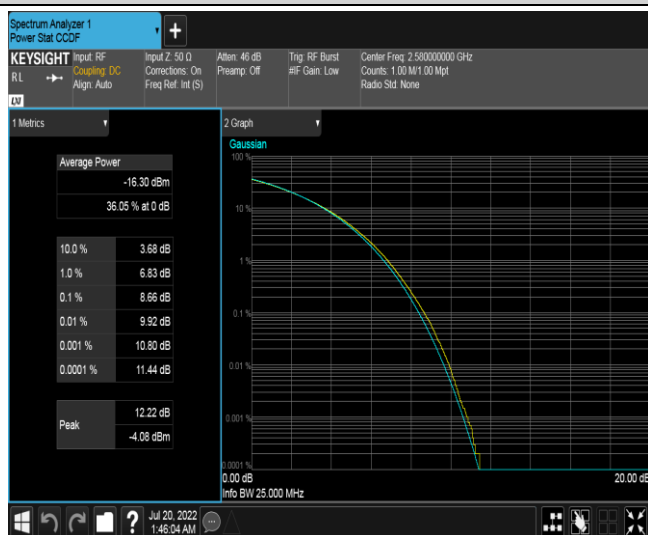 Spectrum Analyzer 1
Power Stat CCDF
KEYSIGHT
RL
Input: RF
Coupling: DC
Align: Auto
Input Z: 50 Ω
Corrections: On
Freq Ref: Int (S)
Atten: 46 dB
Preamp: Off
Trig: RF Burst
#IF Gain: Low
Center Freq: 2.580000000 GHz
Counts: 1.00 M/1.00 Mpt
Radio Std: None
LXI
1 Metrics
Average Power
-16.30 dBm
36.05 % at 0 dB
10.0 % 3.68 dB
1.0 % 6.83 dB
0.1 % 8.66 dB
0.01 % 9.92 dB
0.001 % 10.80 dB
0.0001 % 11.44 dB
Peak
12.22 dB
-4.08 dBm
2 Graph
Gaussian
100 %
10 %
1 %
0.1 %
0.01 %
0.001 %
0.0001 %
0.00 dB 20.00 dB
Info BW 25.000 MHz
Jul 20, 2022
1:46:04 AM